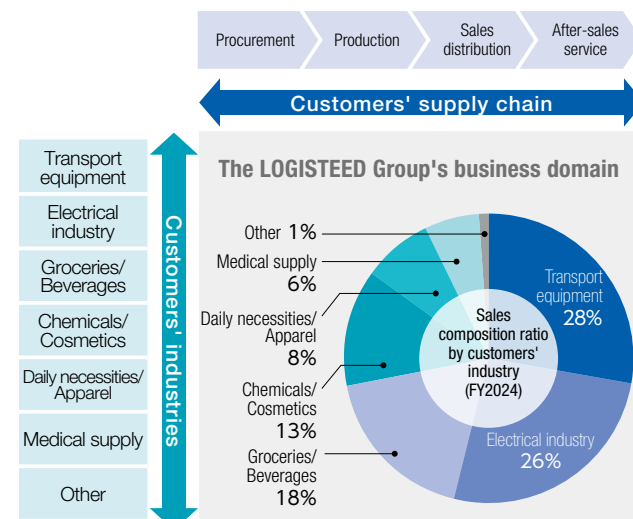 Procurement
Production
Sales
distribution
After-sales
service
Customers' supply chain
Transport
equipment
Electrical
industry
Groceries/
Beverages
Chemicals/
Cosmetics
Daily necessities/
Apparel
Medical supply
Other
Customers' industries
The LOGISTEED Group's business domain
Other 1%
Medical supply
6%
Daily necessities/
Apparel
8%
Chemicals/
Cosmetics
13%
Groceries/
Beverages
18%
Transport
equipment
28%
Electrical industry
26%
Sales
composition ratio
by customers'
industry
(FY2024)